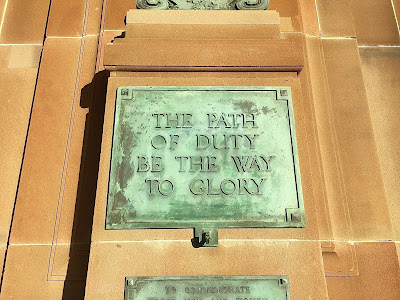 THE PATH
OF DUTY
BE THE WAY
TO GLORY
TO COMMEMORATE